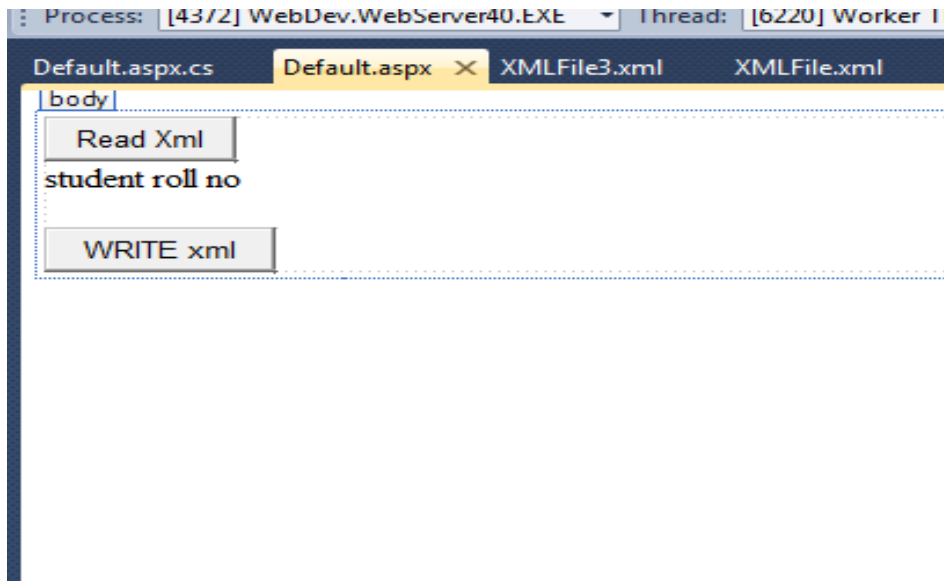 Process: [4372] WebDev.WebServer40.EXE Thread: [6220] Worker
Default.aspx.cs Default.aspx XMLFile3.xml XMLFile.xml
body
Read Xml
student roll no
WRITE xml